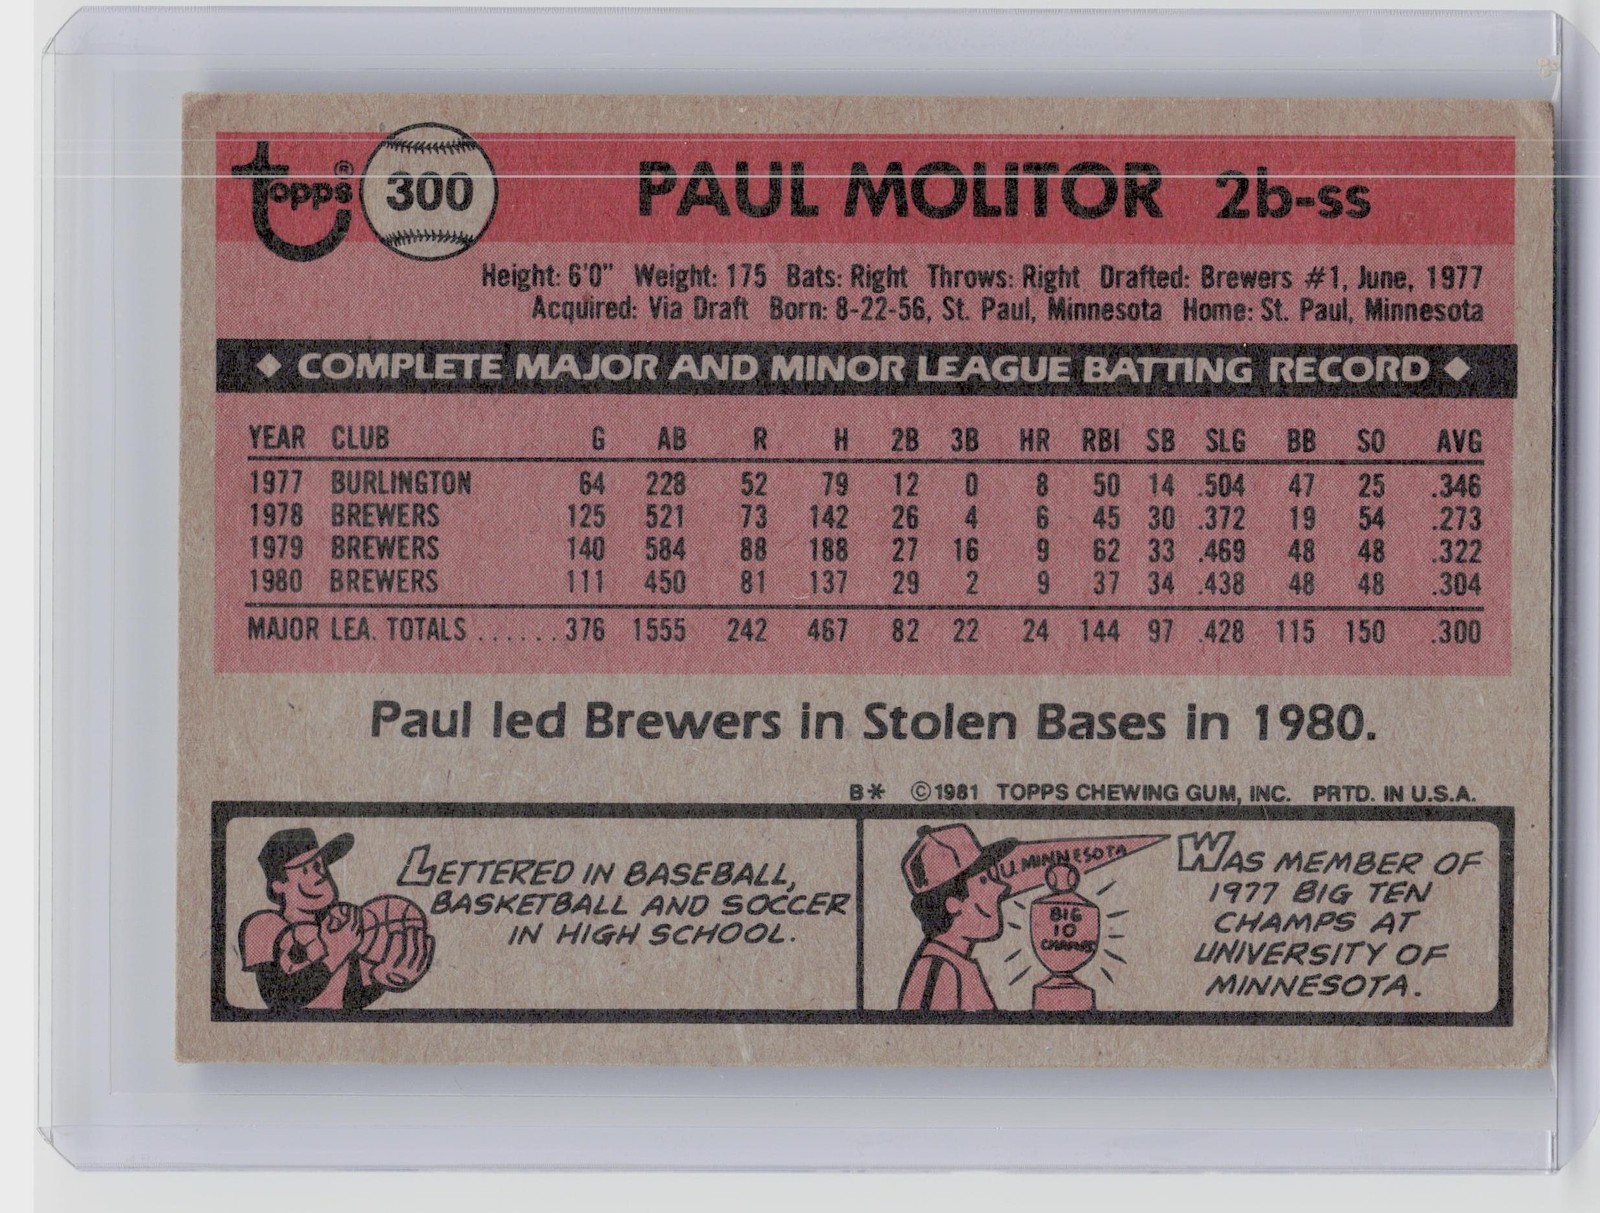 topps® 300 PAUL MOLITOR 2b-ss
Height: 6'0" Weight: 175 Bats: Right Throws: Right Drafted: Brewers #1, June, 1977
Acquired: Via Draft Born: 8-22-56, St. Paul, Minnesota Home: St. Paul, Minnesota
◆ COMPLETE MAJOR AND MINOR LEAGUE BATTING RECORD ◆
YEAR CLUB G AB R H 2B 3B HR RBI SB SLG BB SO AVG
1977 BURLINGTON 64 228 52 79 12 0 8 50 14 .504 47 25 .346
1978 BREWERS 125 521 73 142 26 4 6 45 30 .372 19 54 .273
1979 BREWERS 140 584 88 188 27 16 9 62 33 .469 48 48 .322
1980 BREWERS 111 450 81 137 29 2 9 37 34 .438 48 48 .304
MAJOR LEA. TOTALS ...... 376 1555 242 467 82 22 24 144 97 .428 115 150 .300
Paul led Brewers in Stolen Bases in 1980.
B* ©1981 TOPPS CHEWING GUM, INC. PRTD. IN U.S.A.
LETTERED IN BASEBALL,
BASKETBALL AND SOCCER
IN HIGH SCHOOL.
U. MINNESOTA
BIG
10
CHAMPS
WAS MEMBER OF
1977 BIG TEN
CHAMPS AT
UNIVERSITY OF
MINNESOTA.